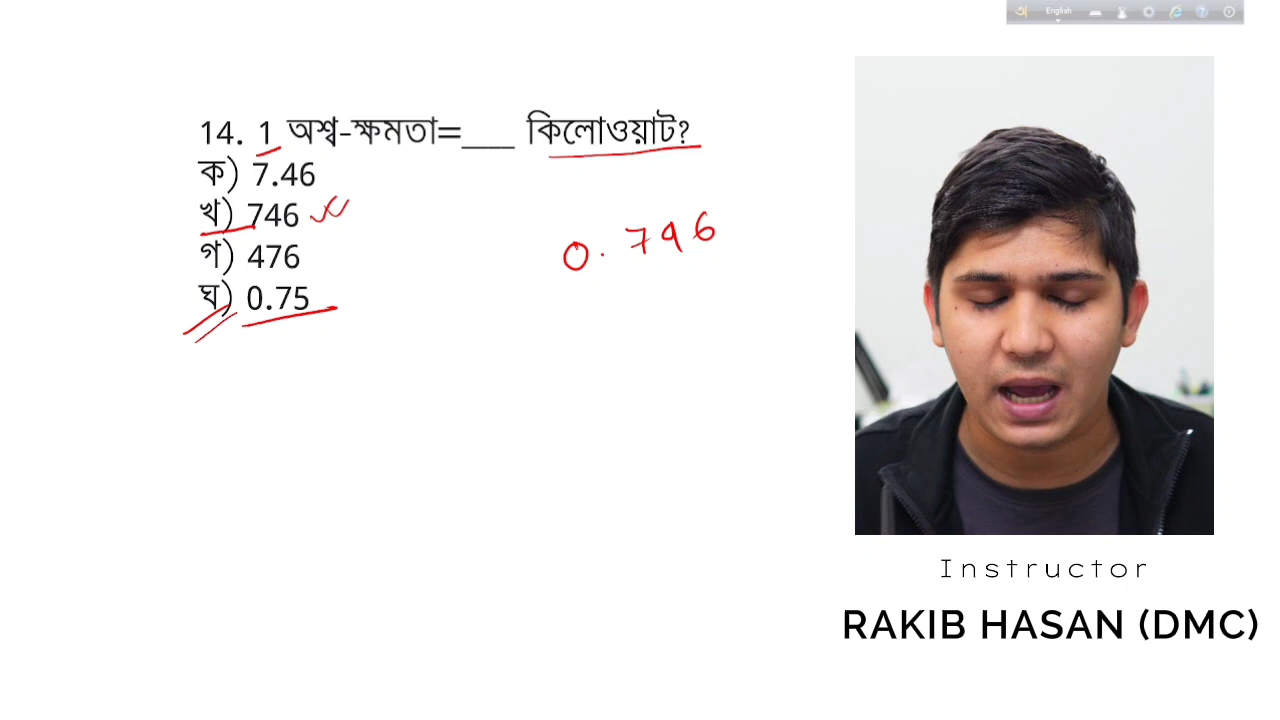 অ English
14. 1 অশ্ব-ক্ষমতা=___ কিলোওয়াট?
ক) 7.46
খ) 746
গ) 476
ঘ) 0.75
0.746
Instructor
RAKIB HASAN (DMC)